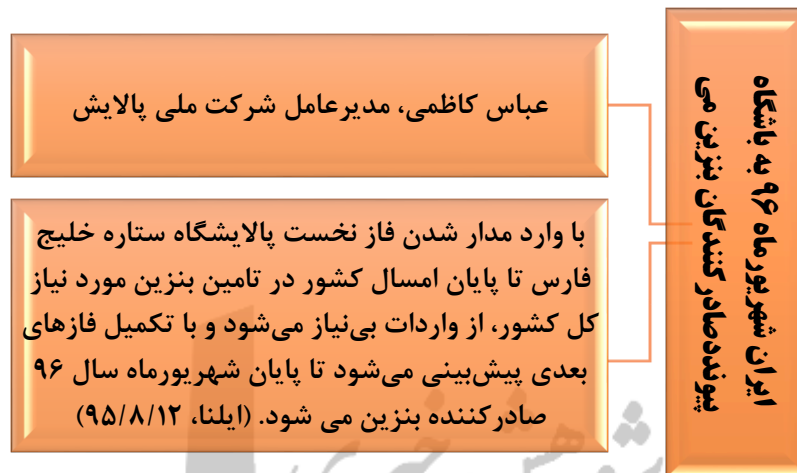 ایران شهریورماه ۹۶ به باشگاه
صادرکنندگان بنزین می
پیوندد
عباس کاظمی، مدیرعامل شرکت ملی پالایش
با وارد مدار شدن فاز نخست پالایشگاه ستاره خلیج
فارس تا پایان امسال کشور در تامین بنزین مورد نیاز
کل کشور، از واردات بی‌نیاز می‌شود و با تکمیل فازهای
بعدی پیش‌بینی می‌شود تا پایان شهریورماه سال ۹۶
صادرکننده بنزین می شود. (ایلنا، ۹۵/۸/۱۲)